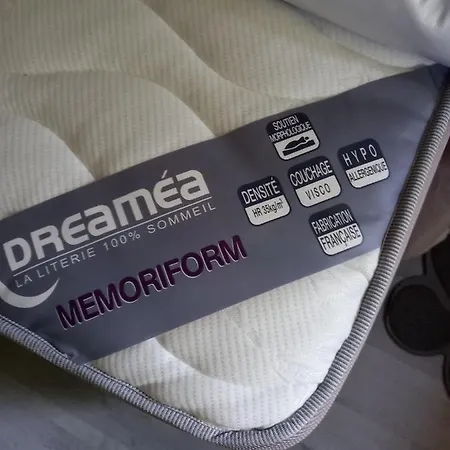 DREAMÉA
LA LITERIE 100% SOMMEIL
MEMORIFORM
SOUTIEN
MORPHOLOGIQUE
DENSITÉ
HR 35kg/m³
COUCHAGE
VISCO
HYPO
ALLERGENIQUE
FABRICATION
FRANÇAISE